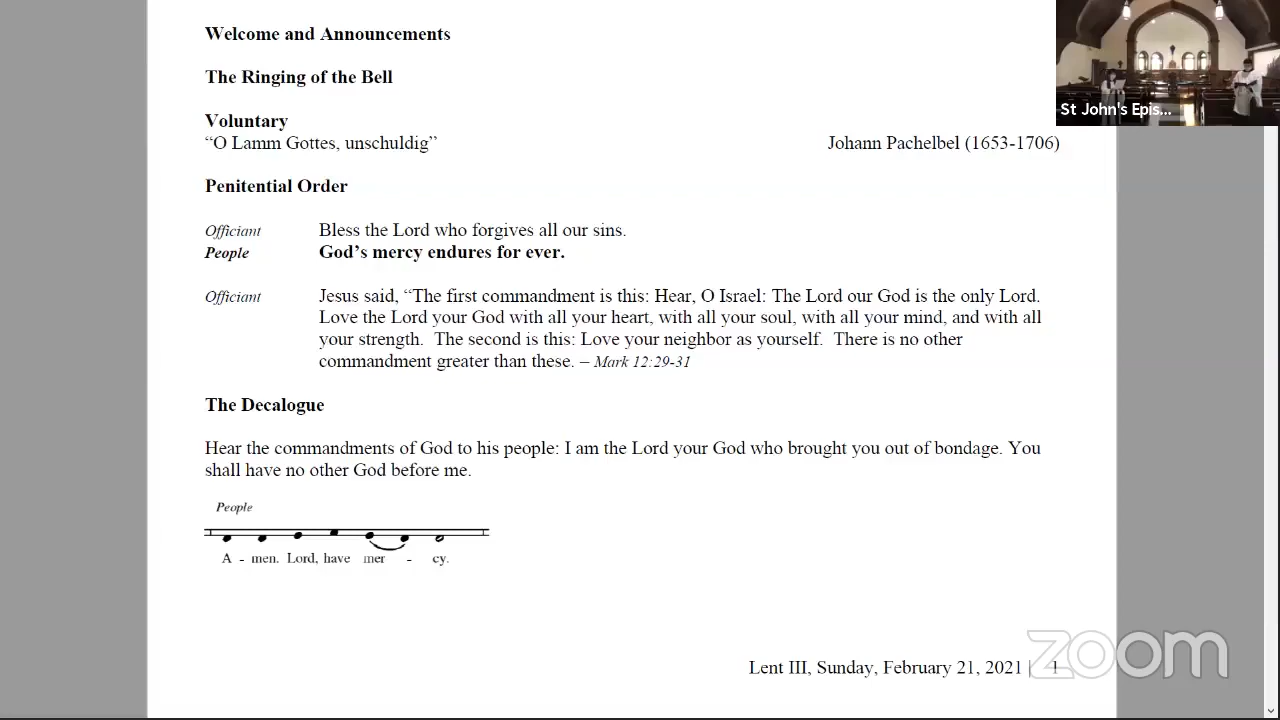 Welcome and Announcements
The Ringing of the Bell
Voluntary
“O Lamm Gottes, unschuldig” Johann Pachelbel (1653-1706)
Penitential Order
Officiant Bless the Lord who forgives all our sins.
People God’s mercy endures for ever.
Officiant Jesus said, “The first commandment is this: Hear, O Israel: The Lord our God is the only Lord.
Love the Lord your God with all your heart, with all your soul, with all your mind, and with all
your strength. The second is this: Love your neighbor as yourself. There is no other
commandment greater than these. – Mark 12:29-31
The Decalogue
Hear the commandments of God to his people: I am the Lord your God who brought you out of bondage. You
shall have no other God before me.
People
A - men. Lord, have mer - cy.
Lent III, Sunday, February 21, 2021 | 1
St John's Epis...
zoom